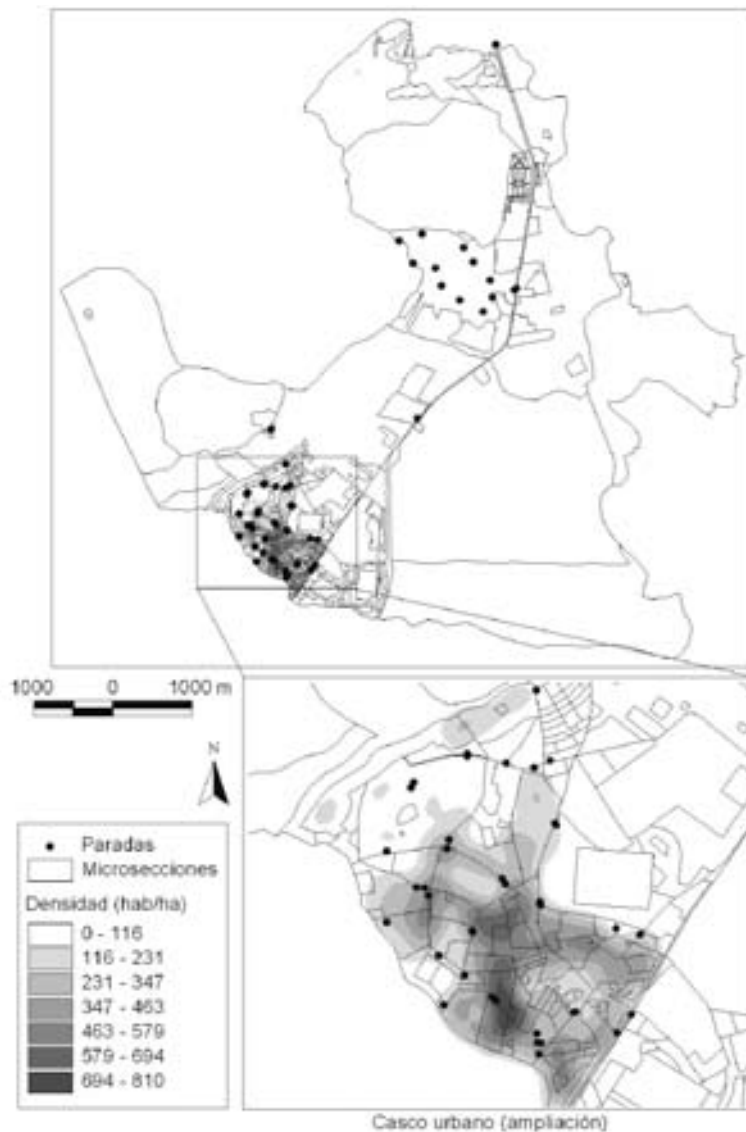 1000 0 1000 m
N
Paradas
Microsecciones
Densidad (hab/ha)
0 - 116
116 - 231
231 - 347
347 - 463
463 - 579
579 - 694
694 - 810
Casco urbano (ampliación)